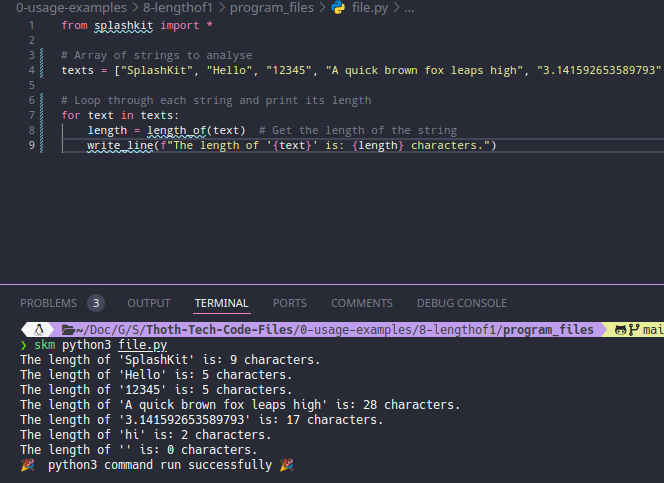 0-usage-examples > 8-lengthof1 > program_files > file.py > ...
1 from splashkit import *
2
3 # Array of strings to analyse
4 texts = ["SplashKit", "Hello", "12345", "A quick brown fox leaps high", "3.141592653589793"
5
6 # Loop through each string and print its length
7 for text in texts:
8     length = length_of(text)  # Get the length of the string
9     write_line(f"The length of '{text}' is: {length} characters.")
PROBLEMS 3 OUTPUT TERMINAL PORTS COMMENTS DEBUG CONSOLE
~/Doc/G/S/Thoth-Tech-Code-Files/0-usage-examples/8-lengthof1/program_files mai
❯ skm python3 file.py
The length of 'SplashKit' is: 9 characters.
The length of 'Hello' is: 5 characters.
The length of '12345' is: 5 characters.
The length of 'A quick brown fox leaps high' is: 28 characters.
The length of '3.141592653589793' is: 17 characters.
The length of 'hi' is: 2 characters.
The length of '' is: 0 characters.
🎉 python3 command run successfully 🎉